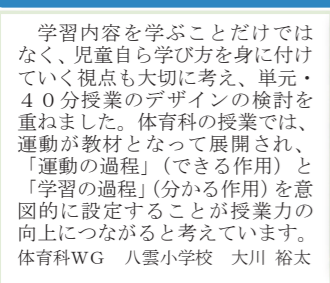 学習内容を学ぶことだけでは
なく、児童自ら学び方を身に付け
ていく視点も大切に考え、単元・
４０分授業のデザインの検討を
重ねました。体育科の授業では、
運動が教材となって展開され、
「運動の過程」（できる作用）と
「学習の過程」（分かる作用）を意
図的に設定することが授業力の
向上につながると考えています。
体育科WG　八雲小学校　大川 裕太